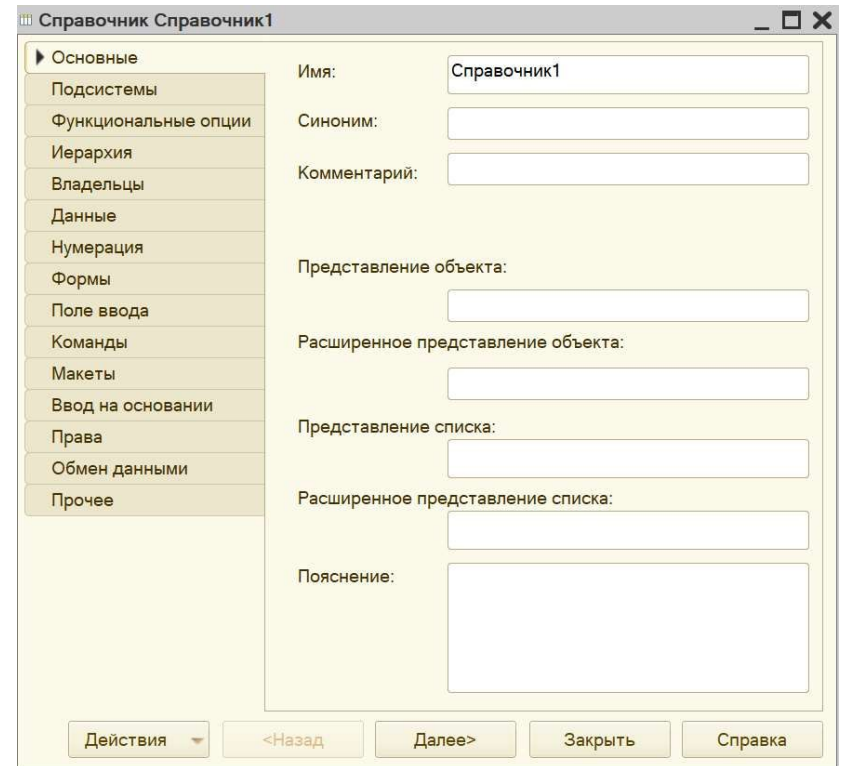 Справочник Справочник1
Основные
Подсистемы
Функциональные опции
Иерархия
Владельцы
Данные
Нумерация
Формы
Поле ввода
Команды
Макеты
Ввод на основании
Права
Обмен данными
Прочее
Имя: Справочник1
Синоним:
Комментарий:
Представление объекта:
Расширенное представление объекта:
Представление списка:
Расширенное представление списка:
Пояснение:
Действия <Назад Далее> Закрыть Справка